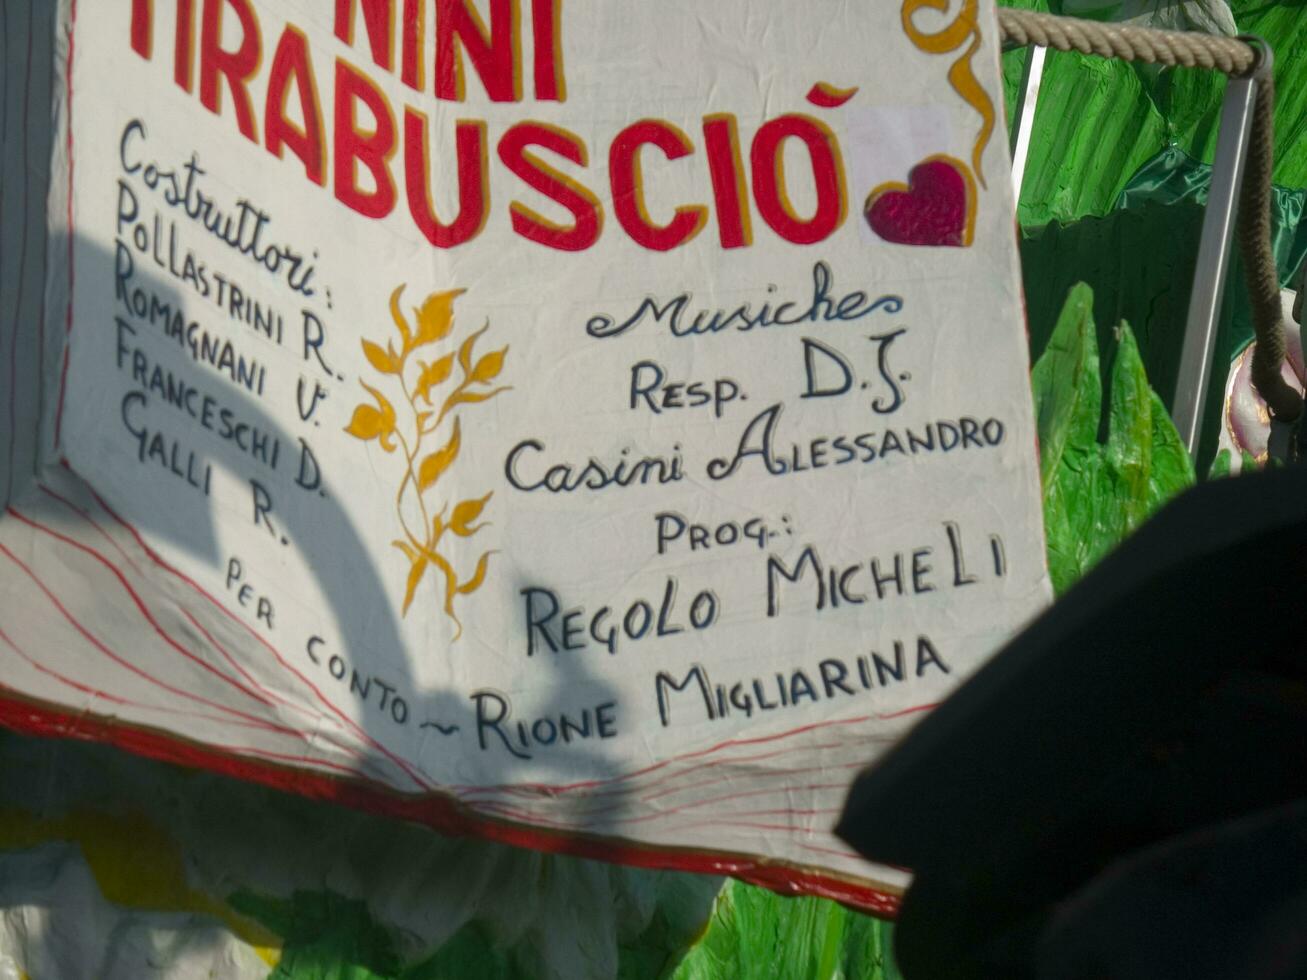 NINI
TIRABUSCIÒ
Costruttori:
POLLASTRINI R.
ROMAGNANI V.
FRANCESCHI D.
GALLI R.
PER CONTO ~ RIONE MIGLIARINA
Musiche
RESP. D.J.
Casini ALESSANDRO
PROG.:
REGOLO MICHELI